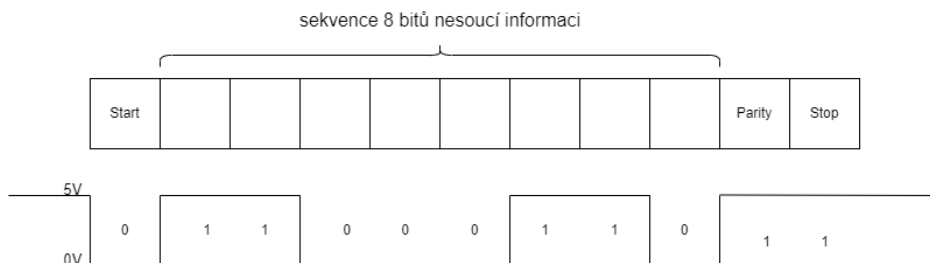 sekvence 8 bitů nesoucí informaci
Start Parity Stop
5V
0 1 1 0 0 0 1 1 0 1 1
0V